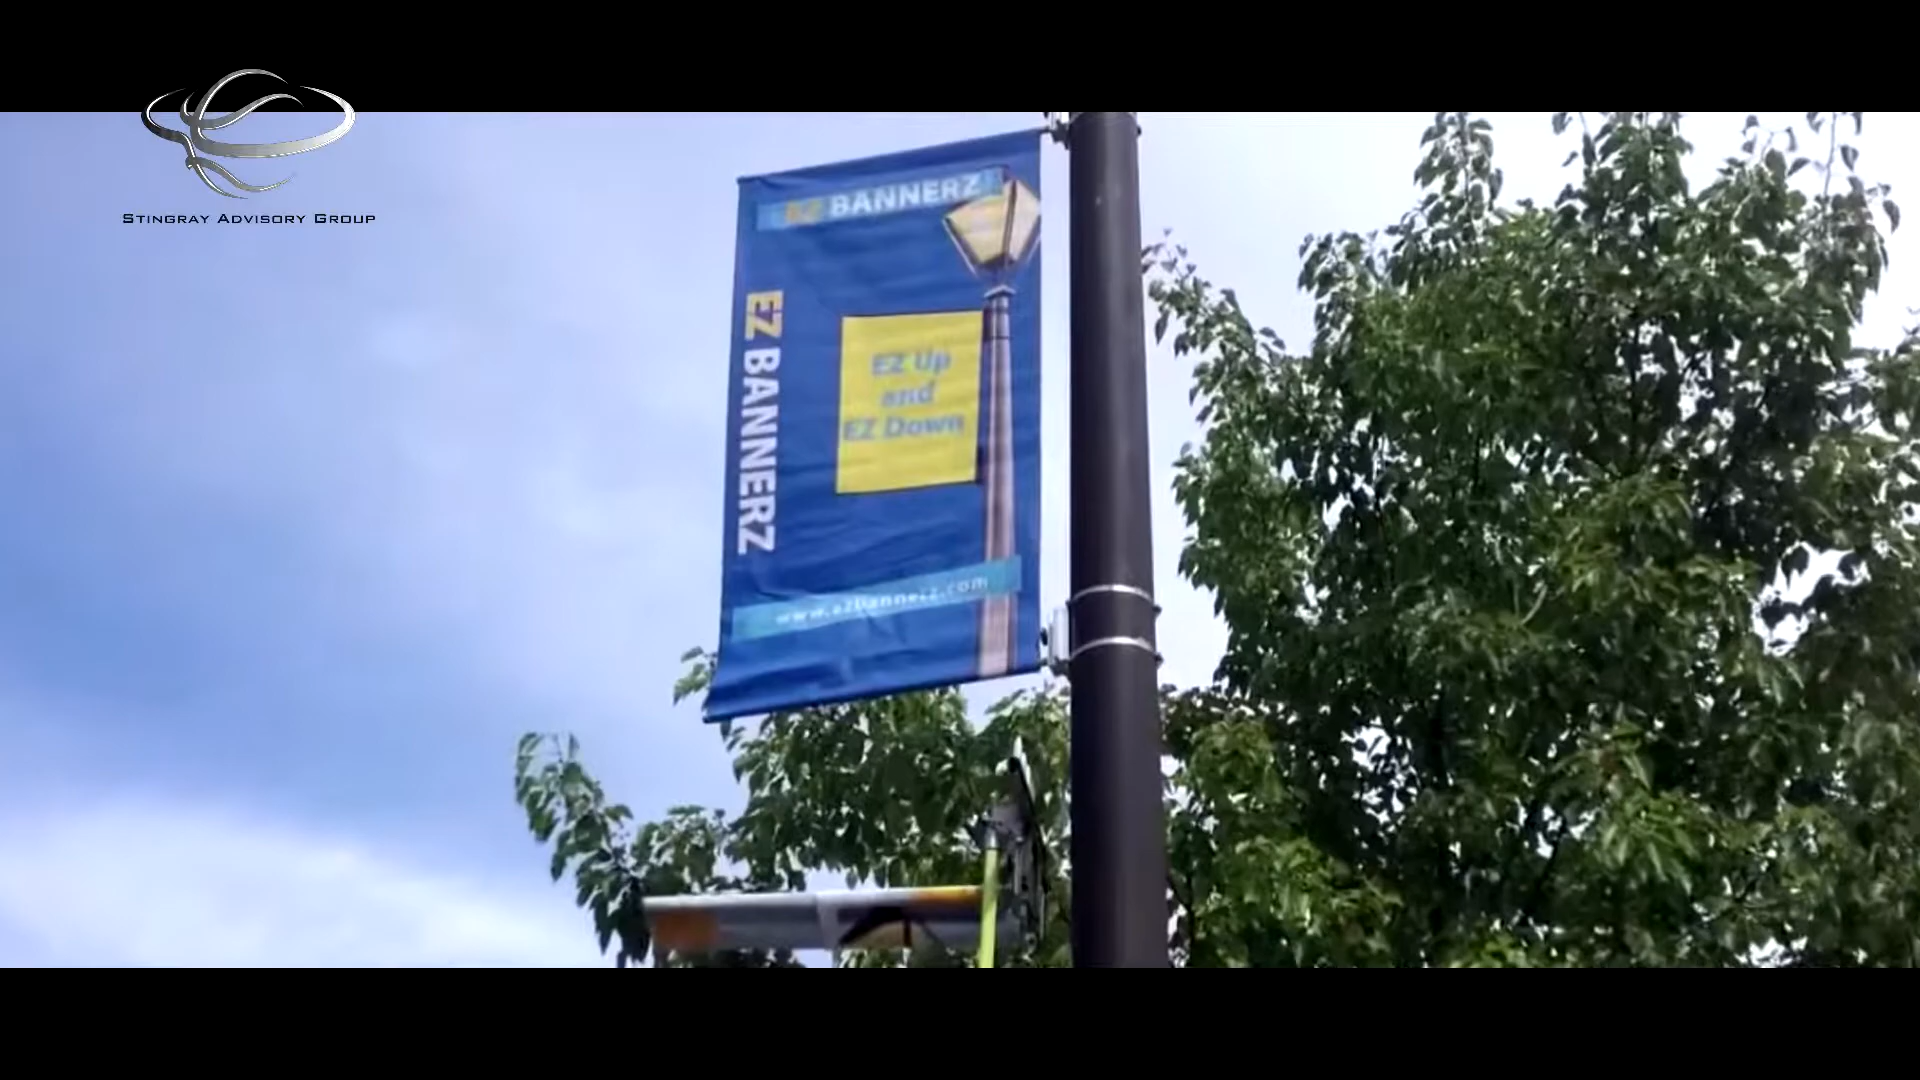 STINGRAY ADVISORY GROUP
EZ BANNERZ
EZ BANNERZ
EZ Up
and
EZ Down
www.ezbannerz.com